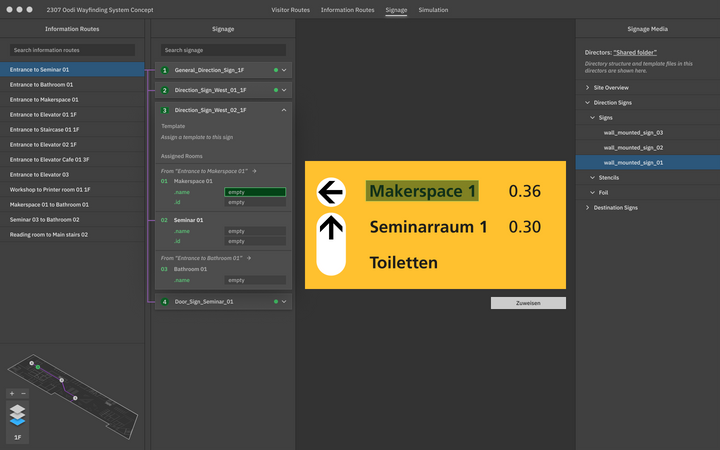 2307 Oodi Wayfinding System Concept
Visitor Routes
Information Routes
Signage
Simulation
Information Routes
Search information routes
Entrance to Seminar 01
Entrance to Bathroom 01
Entrance to Makerspace 01
Entrance to Elevator 01 1F
Entrance to Staircase 01 1F
Entrance to Elevator 02 1F
Entrance to Elevator Cafe 01 3F
Entrance to Elevator 03
Workshop to Printer room 01 1F
Makerspace 01 to Bathroom 01
Seminar 03 to Bathroom 02
Reading room to Main stairs 02
+ −
1F
Signage
Search signage
1 General_Direction_Sign_1F
2 Direction_Sign_West_01_1F
3 Direction_Sign_West_02_1F
Template
Assign a template to this sign
Assigned Rooms
From "Entrance to Makerspace 01"
01 Makerspace 01
.name empty
.id empty
02 Seminar 01
.name empty
.id empty
From "Entrance to Bathroom 01"
03 Bathroom 01
.name empty
4 Door_Sign_Seminar_01
Makerspace 1 0.36
Seminarraum 1 0.30
Toiletten
Zuweisen
Signage Media
Directers: "Shared folder"
Directory structure and template files in this
directers are shown here.
Site Overview
Direction Signs
Signs
wall_mounted_sign_03
wall_mounted_sign_02
wall_mounted_sign_01
Stencils
Foil
Destination Signs